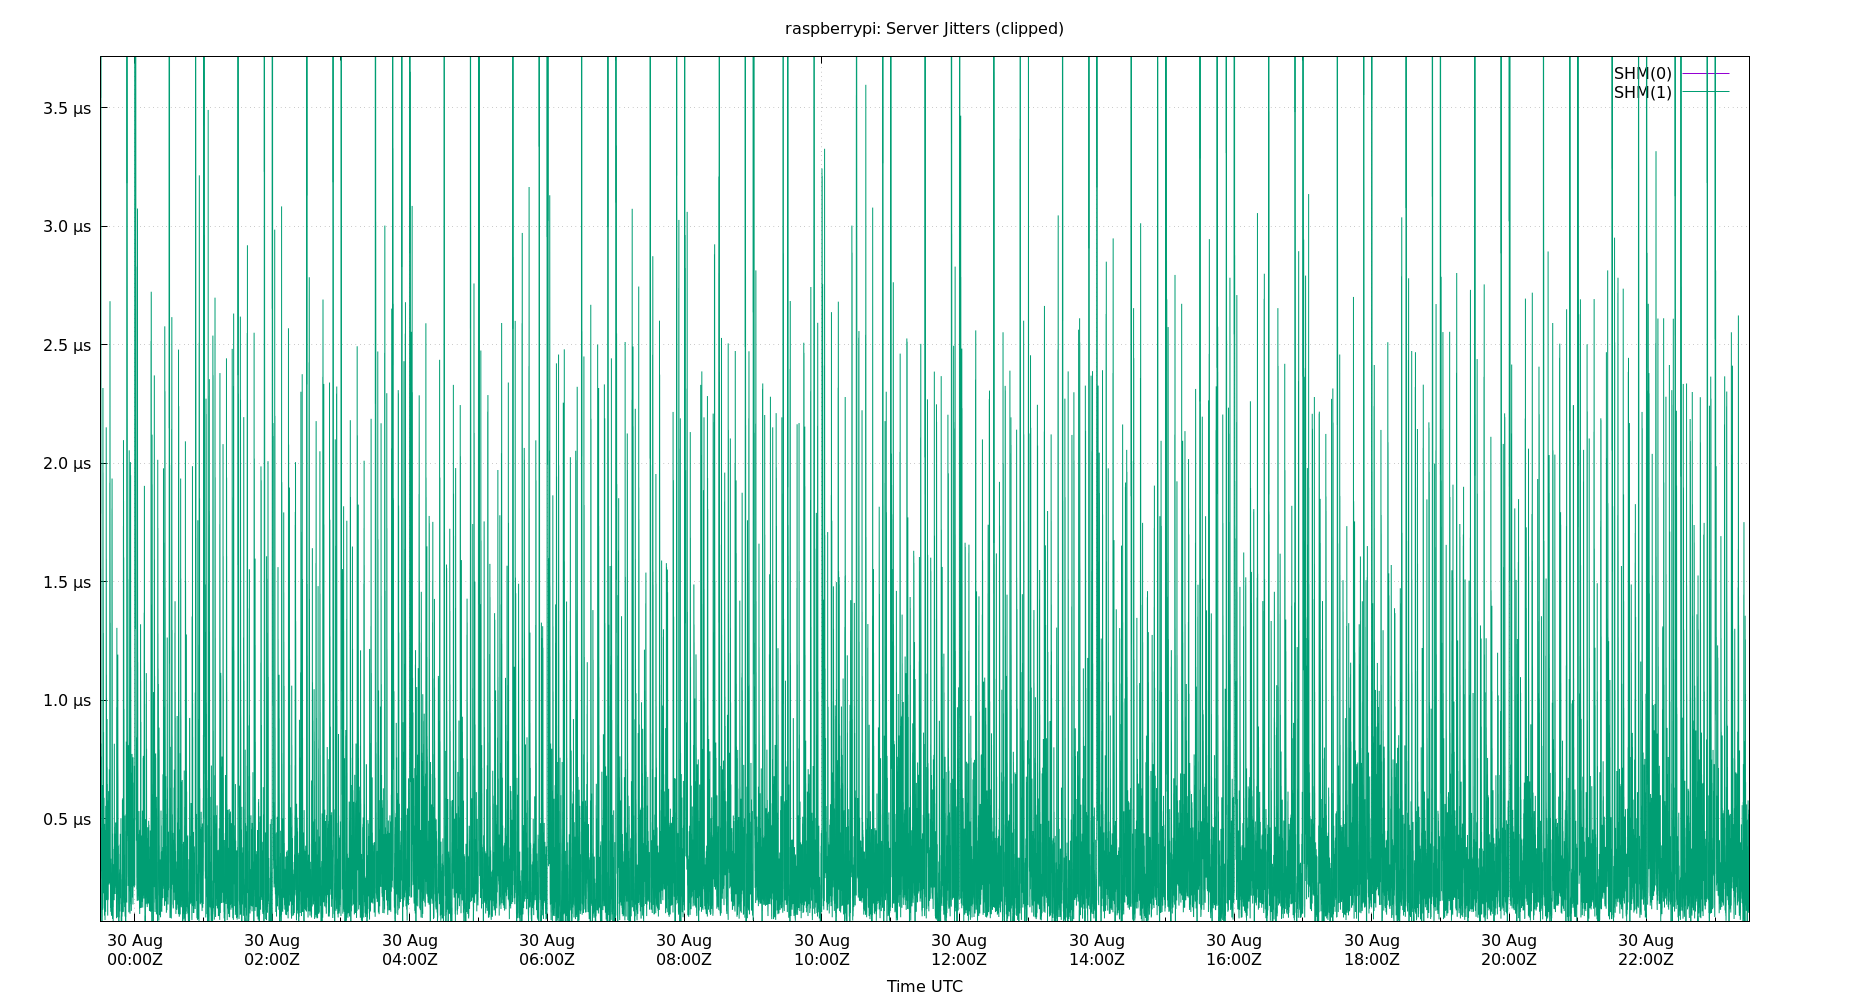 raspberrypi: Server Jitters (clipped)
SHM(0)
SHM(1)
3.5 µs
3.0 µs
2.5 µs
2.0 µs
1.5 µs
1.0 µs
0.5 µs
30 Aug 30 Aug 30 Aug 30 Aug 30 Aug 30 Aug 30 Aug 30 Aug 30 Aug 30 Aug 30 Aug 30 Aug
00:00Z 02:00Z 04:00Z 06:00Z 08:00Z 10:00Z 12:00Z 14:00Z 16:00Z 18:00Z 20:00Z 22:00Z
Time UTC